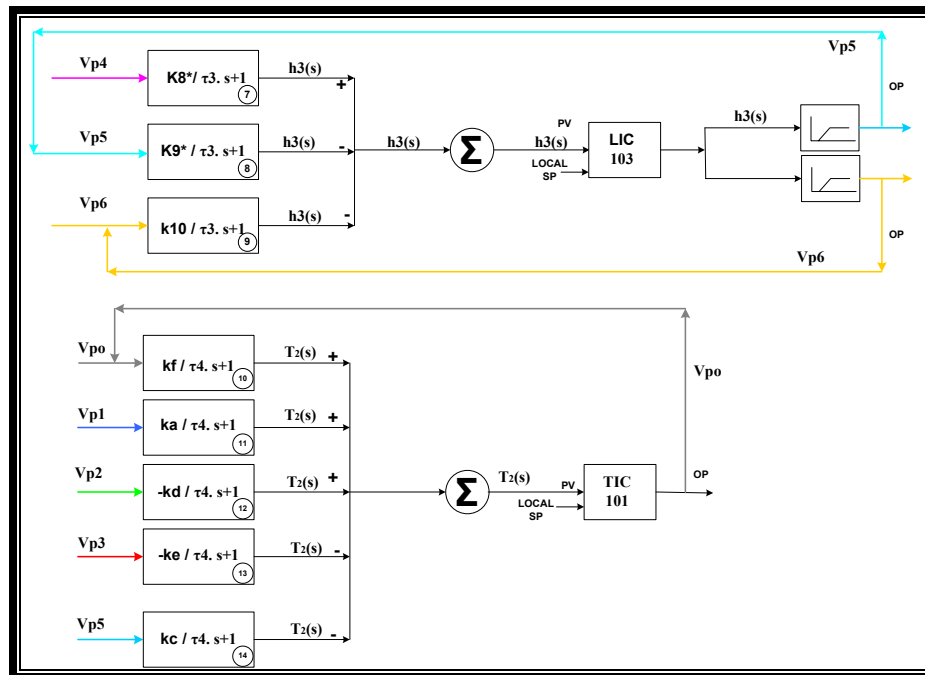 Vp5
Vp4
K8*/ τ3. s+1
7
h3(s)
+
OP
Vp5
K9* / τ3. s+1
8
h3(s)
-
h3(s)
Σ
PV
h3(s)
LOCAL
SP
LIC
103
h3(s)
Vp6
k10 / τ3. s+1
9
h3(s)
-
OP
Vp6
Vpo
kf / τ4. s+1
10
T2(s)
+
Vpo
Vp1
ka / τ4. s+1
11
T2(s)
+
Vp2
-kd / τ4. s+1
12
T2(s)
+
Σ
T2(s)
PV
LOCAL
SP
TIC
101
OP
Vp3
-ke / τ4. s+1
13
T2(s)
-
Vp5
kc / τ4. s+1
14
T2(s)
-